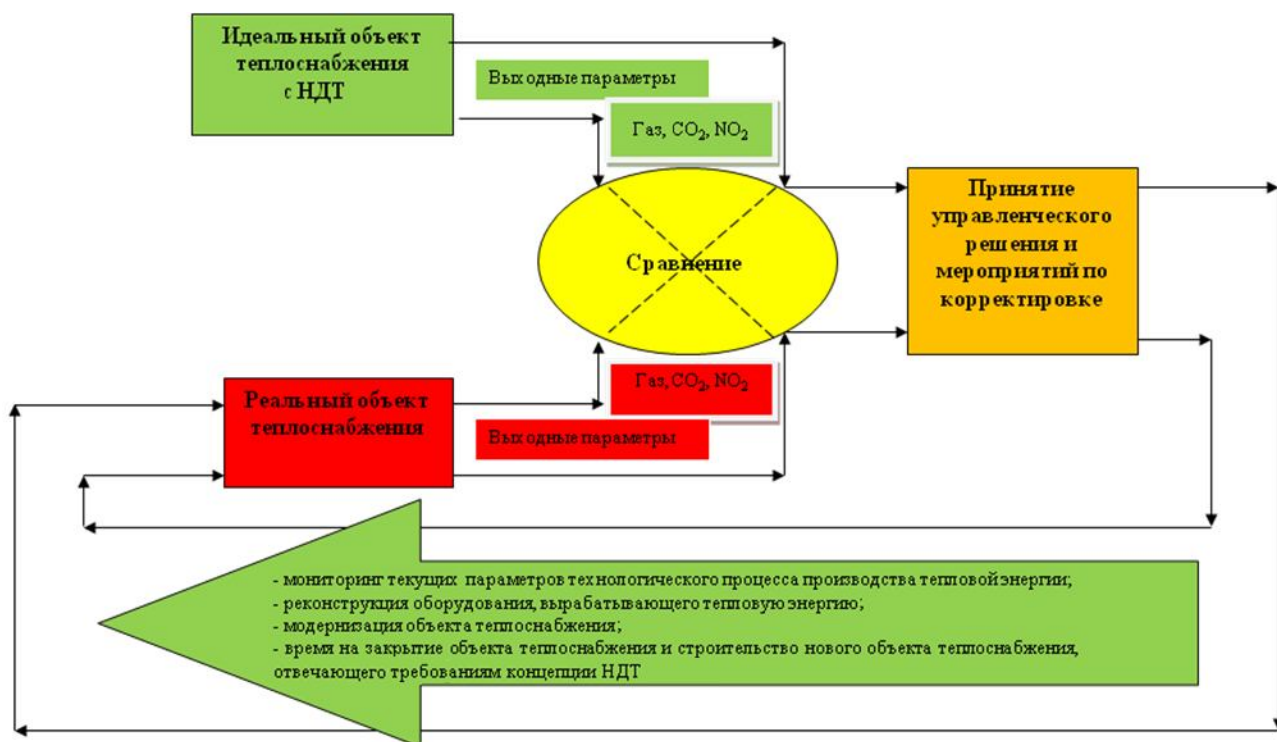 Идеальный объект
теплоснабжения
с НДТ
Выходные параметры
Газ, CO₂, NO₂
Сравнение
Принятие
управленческого
решения и
мероприятий по
корректировке
Газ, CO₂, NO₂
Реальный объект
теплоснабжения
Выходные параметры
- мониторинг текущих параметров технологического процесса производства тепловой энергии;
- реконструкция оборудования, вырабатывающего тепловую энергию;
- модернизация объекта теплоснабжения;
- время на закрытие объекта теплоснабжения и строительство нового объекта теплоснабжения,
отвечающего требованиям концепции НДТ